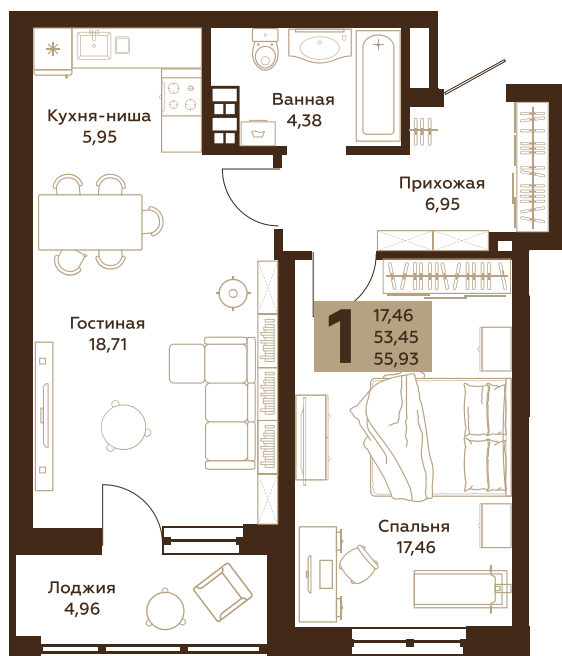 Кухня-ниша
5,95
Ванная
4,38
Прихожая
6,95
Гостиная
18,71
1
17,46
53,45
55,93
Спальня
17,46
Лоджия
4,96